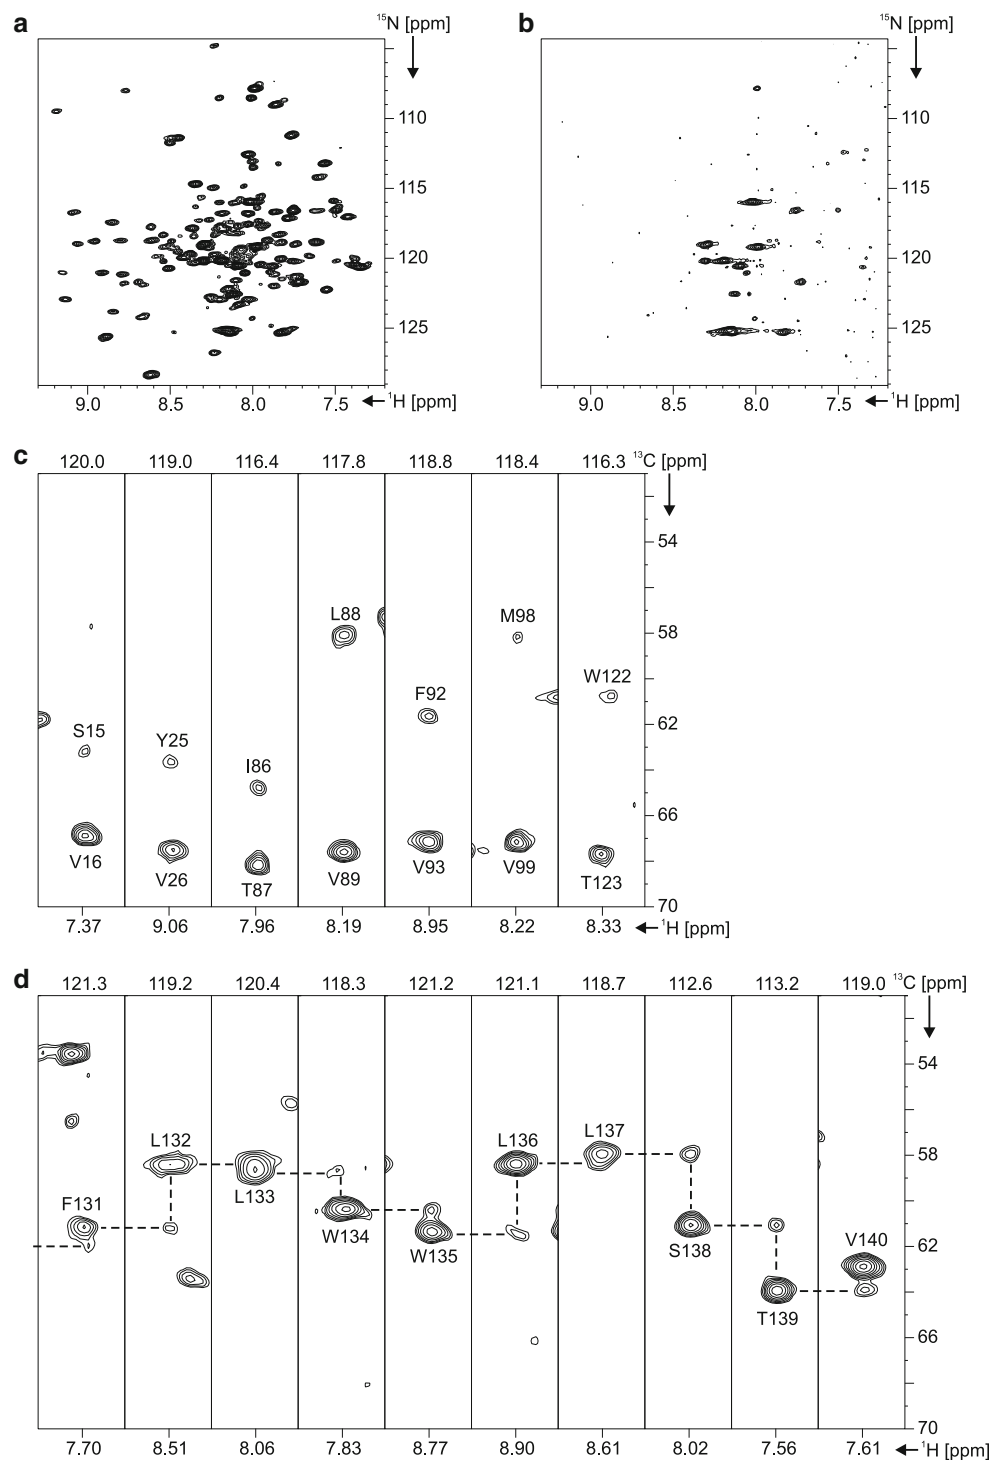 a
b
¹⁵N [ppm]
¹⁵N [ppm]
110
115
120
125
110
115
120
125
9.0 8.5 8.0 7.5 ¹H [ppm]
9.0 8.5 8.0 7.5 ¹H [ppm]
c
120.0 119.0 116.4 117.8 118.8 118.4 116.3 ¹³C [ppm]
54
L88
M98
58
W122
F92
S15
62
Y25
I86
66
V16
V26
T87
V89
V93
V99
T123
70
7.37 9.06 7.96 8.19 8.95 8.22 8.33 ¹H [ppm]
d
121.3 119.2 120.4 118.3 121.2 121.1 118.7 112.6 113.2 119.0 ¹³C [ppm]
54
L132
L136
L137
58
L133
F131
W134
W135
S138
V140
62
T139
66
70
7.70 8.51 8.06 7.83 8.77 8.90 8.61 8.02 7.56 7.61 ¹H [ppm]